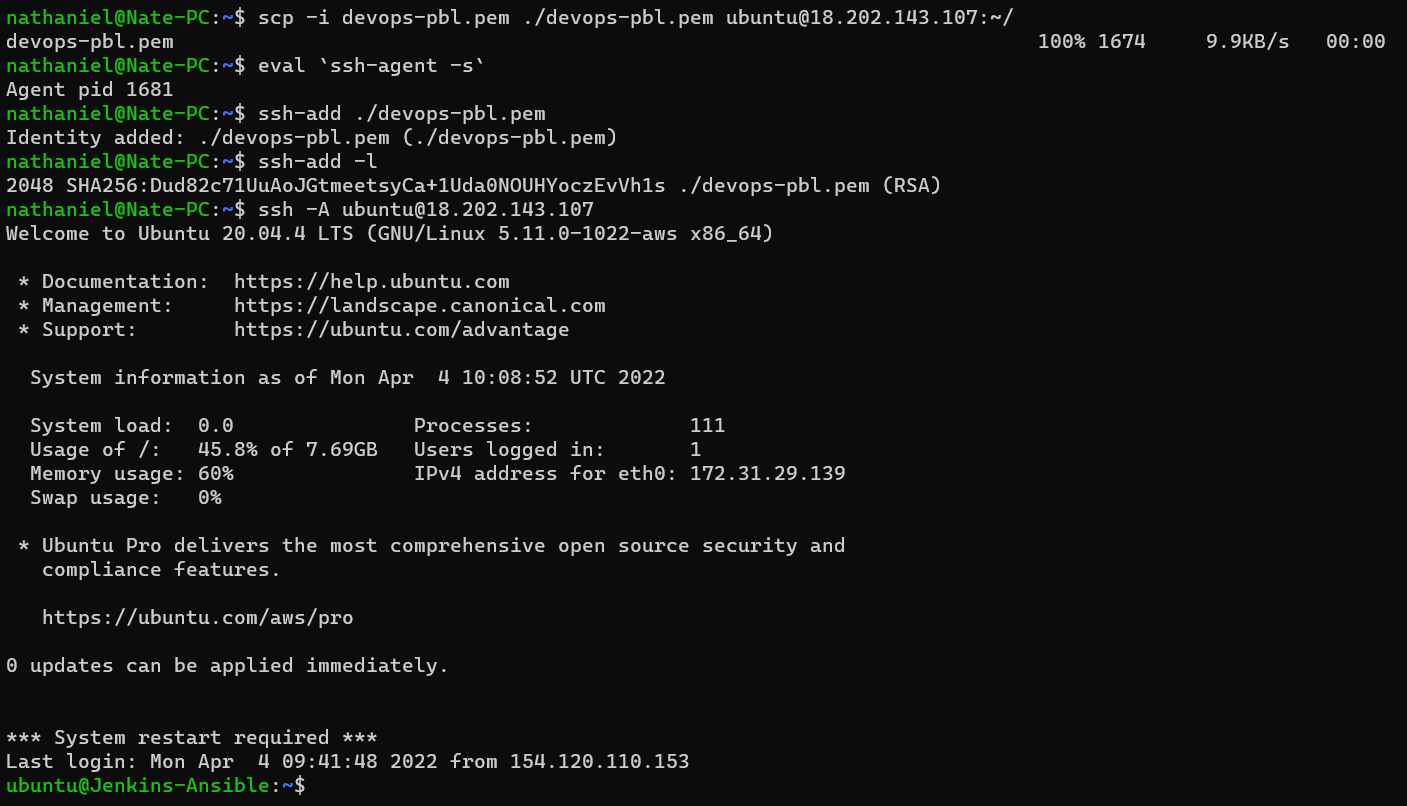 nathaniel@Nate-PC:~$ scp -i devops-pbl.pem ./devops-pbl.pem ubuntu@18.202.143.107:~/
devops-pbl.pem                                                                        100% 1674     9.9KB/s   00:00
nathaniel@Nate-PC:~$ eval `ssh-agent -s`
Agent pid 1681
nathaniel@Nate-PC:~$ ssh-add ./devops-pbl.pem
Identity added: ./devops-pbl.pem (./devops-pbl.pem)
nathaniel@Nate-PC:~$ ssh-add -l
2048 SHA256:Dud82c71UuAoJGtmeetsyCa+1Uda0NOUHYoczEvVh1s ./devops-pbl.pem (RSA)
nathaniel@Nate-PC:~$ ssh -A ubuntu@18.202.143.107
Welcome to Ubuntu 20.04.4 LTS (GNU/Linux 5.11.0-1022-aws x86_64)

 * Documentation:  https://help.ubuntu.com
 * Management:     https://landscape.canonical.com
 * Support:        https://ubuntu.com/advantage

  System information as of Mon Apr  4 10:08:52 UTC 2022

  System load:  0.0               Processes:             111
  Usage of /:   45.8% of 7.69GB   Users logged in:       1
  Memory usage: 60%               IPv4 address for eth0: 172.31.29.139
  Swap usage:   0%

 * Ubuntu Pro delivers the most comprehensive open source security and
   compliance features.

   https://ubuntu.com/aws/pro

0 updates can be applied immediately.


*** System restart required ***
Last login: Mon Apr  4 09:41:48 2022 from 154.120.110.153
ubuntu@Jenkins-Ansible:~$